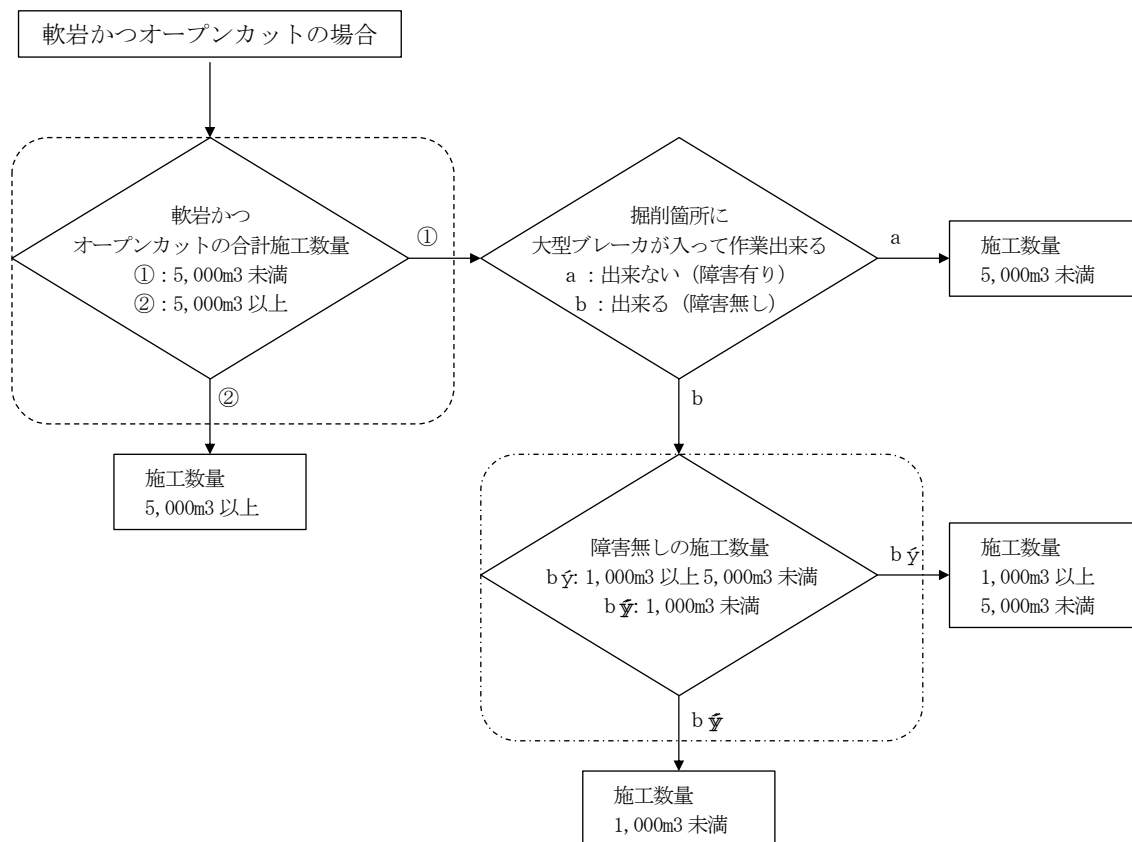 軟岩かつオープンカットの場合
軟岩かつ
オープンカットの合計施工数量
①：5,000m3 未満
②：5,000m3 以上
①
②
施工数量
5,000m3 以上
掘削箇所に
大型ブレーカが入って作業出来る
a ：出来ない（障害有り）
b ：出来る（障害無し）
a
施工数量
5,000m3 未満
b
障害無しの施工数量
b ý: 1,000m3 以上 5,000m3 未満
b ý: 1,000m3 未満
b ý
施工数量
1,000m3 以上
5,000m3 未満
b ý
施工数量
1,000m3 未満